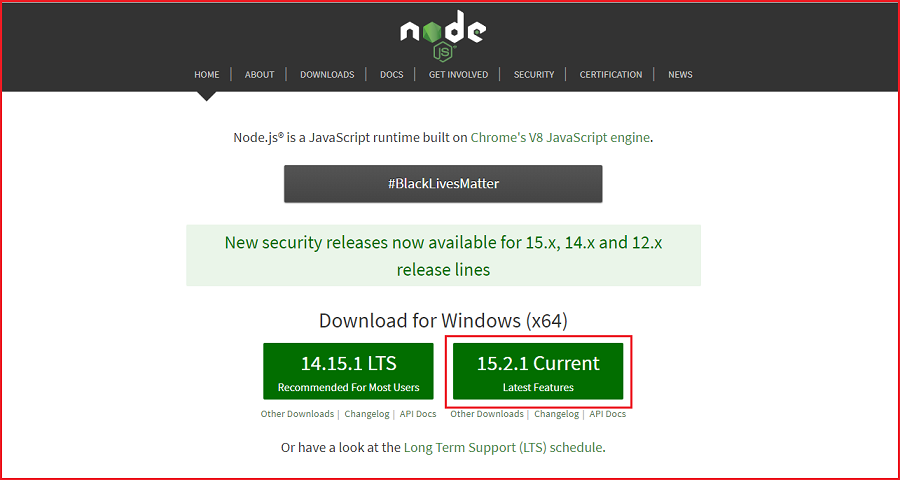 node
JS
HOME | ABOUT | DOWNLOADS | DOCS | GET INVOLVED | SECURITY | CERTIFICATION | NEWS
Node.js® is a JavaScript runtime built on Chrome's V8 JavaScript engine.
#BlackLivesMatter
New security releases now available for 15.x, 14.x and 12.x
release lines
Download for Windows (x64)
14.15.1 LTS
Recommended For Most Users
15.2.1 Current
Latest Features
Other Downloads | Changelog | API Docs
Other Downloads | Changelog | API Docs
Or have a look at the Long Term Support (LTS) schedule.